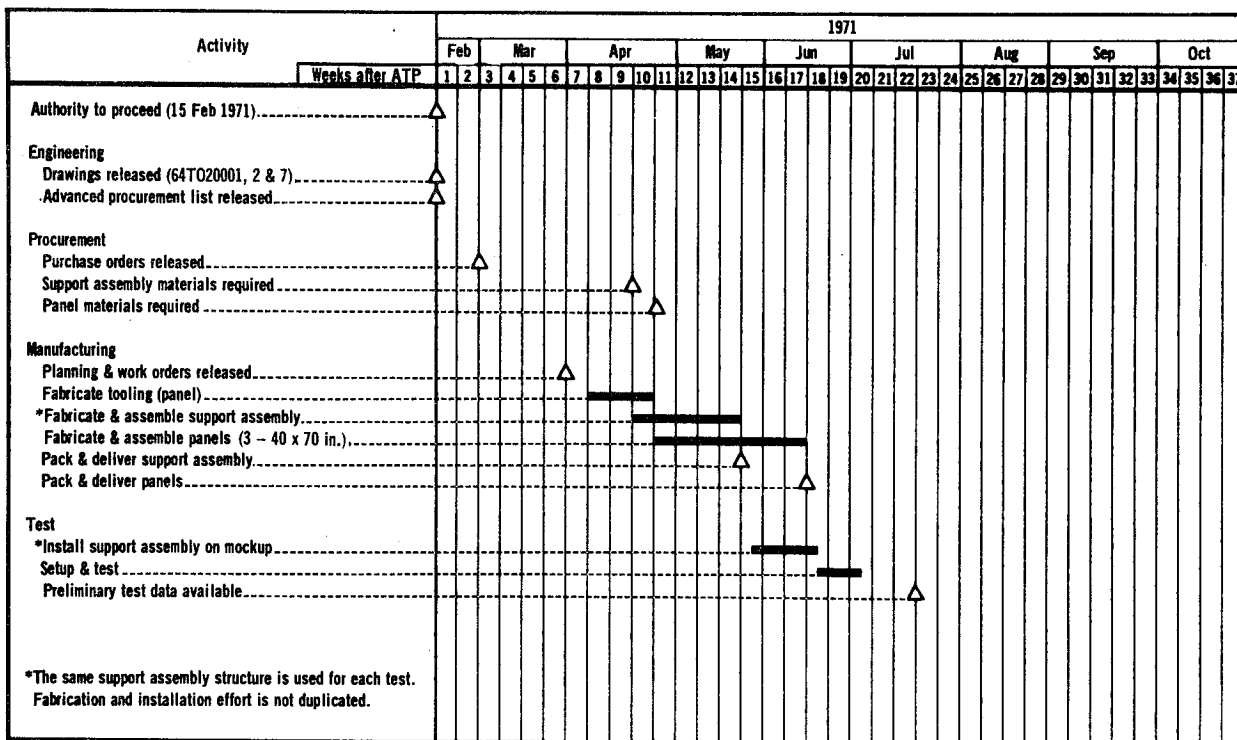 1971
Activity
Feb Mar Apr May Jun Jul Aug Sep Oct
Weeks after ATP 1 2 3 4 5 6 7 8 9 10 11 12 13 14 15 16 17 18 19 20 21 22 23 24 25 26 27 28 29 30 31 32 33 34 35 36 37
Authority to proceed (15 Feb 1971)
Engineering
Drawings released (64TO20001, 2 & 7)
Advanced procurement list released
Procurement
Purchase orders released
Support assembly materials required
Panel materials required
Manufacturing
Planning & work orders released
Fabricate tooling (panel)
*Fabricate & assemble support assembly
Fabricate & assemble panels (3 – 40 x 70 in.)
Pack & deliver support assembly
Pack & deliver panels
Test
*Install support assembly on mockup
Setup & test
Preliminary test data available
*The same support assembly structure is used for each test.
Fabrication and installation effort is not duplicated.